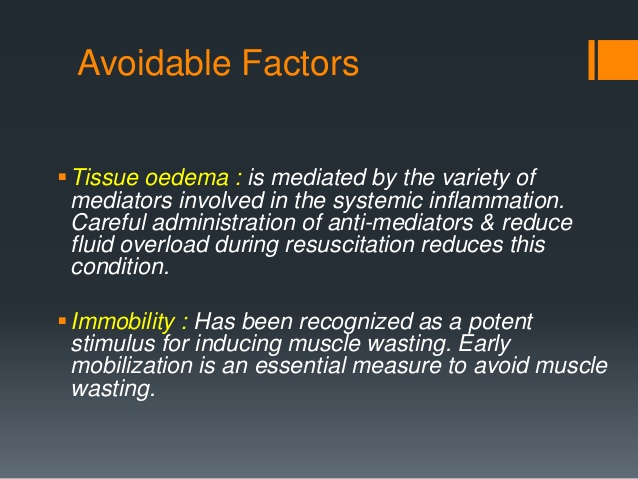 Avoidable Factors
▪Tissue oedema : is mediated by the variety of
mediators involved in the systemic inflammation.
Careful administration of anti-mediators & reduce
fluid overload during resuscitation reduces this
condition.
▪Immobility : Has been recognized as a potent
stimulus for inducing muscle wasting. Early
mobilization is an essential measure to avoid muscle
wasting.